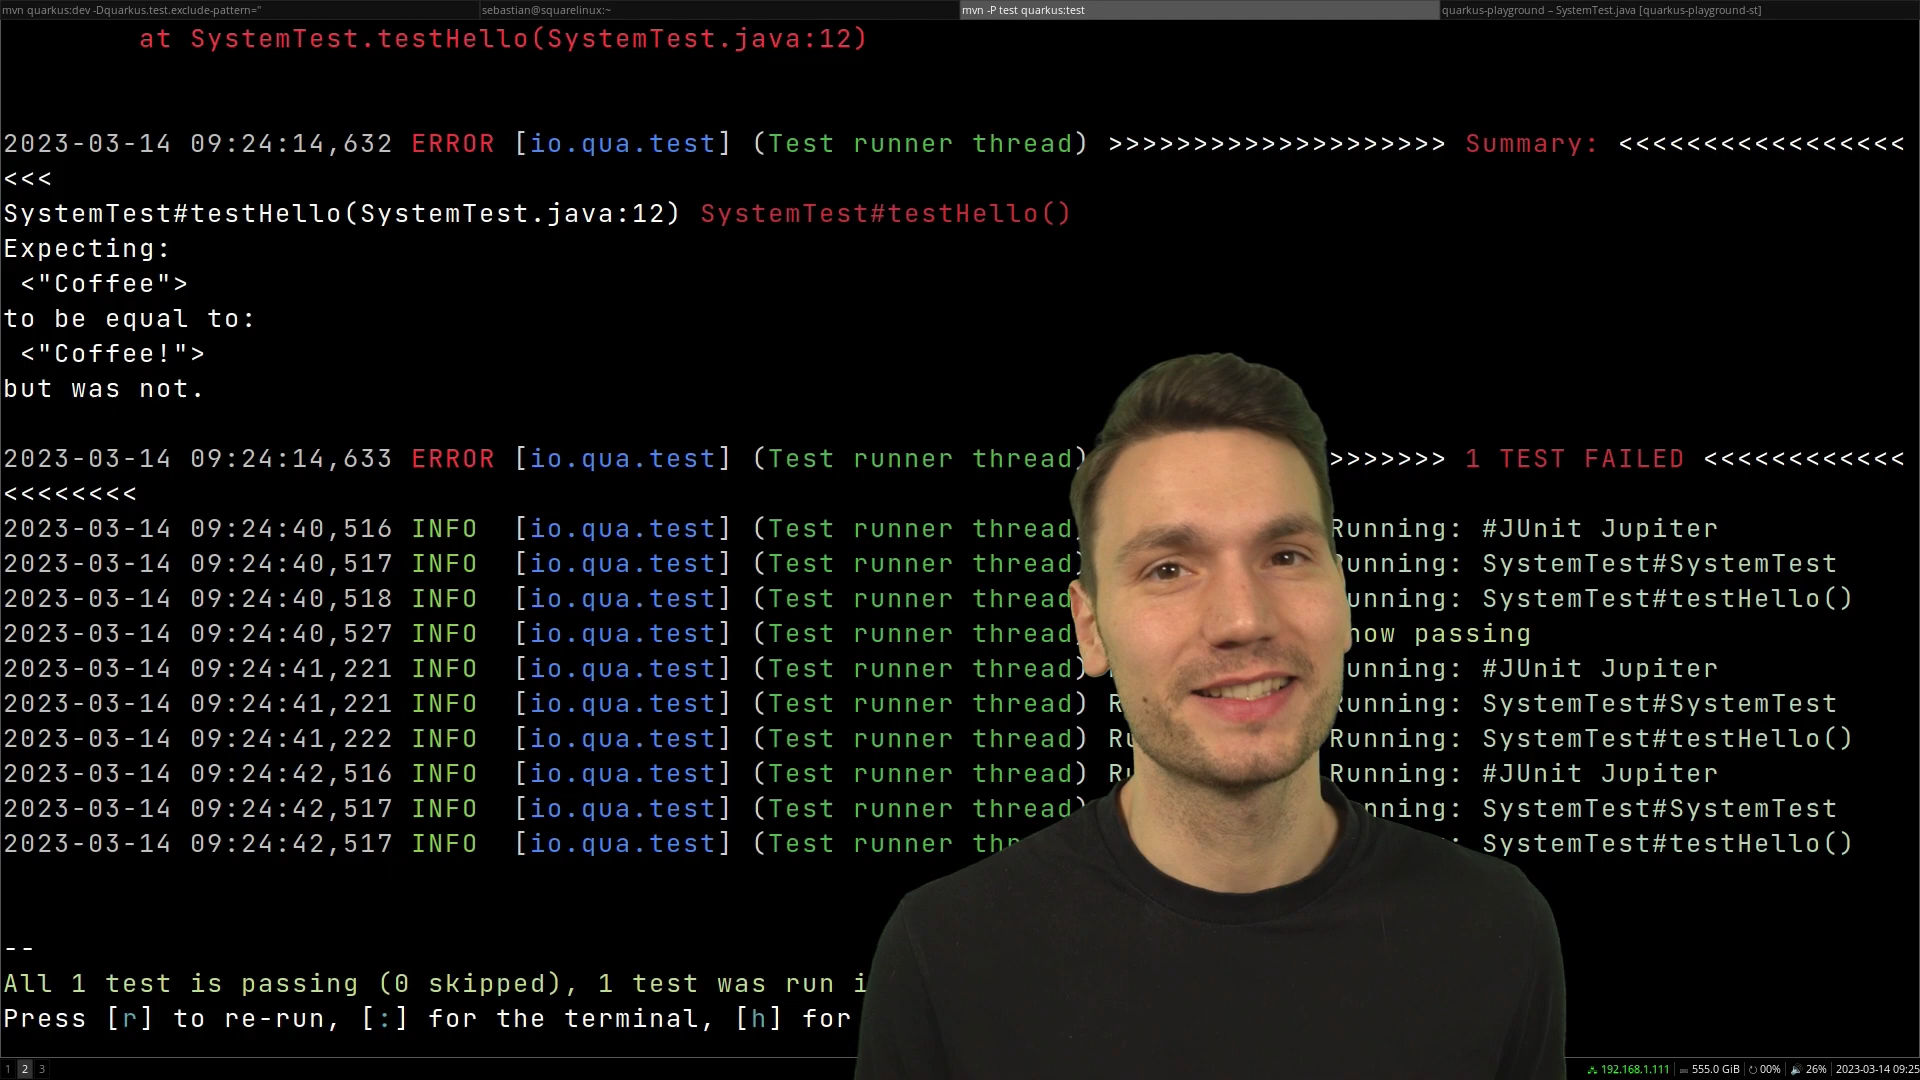 mvn quarkus:dev -Dquarkus.test.exclude-pattern='' sebastian@squarelinux:~ mvn -P test quarkus:test quarkus-playground – SystemTest.java [quarkus-playground-st]
at SystemTest.testHello(SystemTest.java:12)
2023-03-14 09:24:14,632 ERROR [io.qua.test] (Test runner thread) >>>>>>>>>>>>>>>>>>>> Summary: <<<<<<<<<<<<<<<<<
<<<
SystemTest#testHello(SystemTest.java:12) SystemTest#testHello()
Expecting:
<"Coffee">
to be equal to:
<"Coffee!">
but was not.
2023-03-14 09:24:14,633 ERROR [io.qua.test] (Test runner thread) >>>>>>> 1 TEST FAILED <<<<<<<<<<<<
<<<<<<<<
2023-03-14 09:24:40,516 INFO [io.qua.test] (Test runner thread) Running: #JUnit Jupiter
2023-03-14 09:24:40,517 INFO [io.qua.test] (Test runner thread) unning: SystemTest#SystemTest
2023-03-14 09:24:40,518 INFO [io.qua.test] (Test runner thread unning: SystemTest#testHello()
2023-03-14 09:24:40,527 INFO [io.qua.test] (Test runner thread now passing
2023-03-14 09:24:41,221 INFO [io.qua.test] (Test runner thread) unning: #JUnit Jupiter
2023-03-14 09:24:41,221 INFO [io.qua.test] (Test runner thread) R Running: SystemTest#SystemTest
2023-03-14 09:24:41,222 INFO [io.qua.test] (Test runner thread) Ru Running: SystemTest#testHello()
2023-03-14 09:24:42,516 INFO [io.qua.test] (Test runner thread) Ru Running: #JUnit Jupiter
2023-03-14 09:24:42,517 INFO [io.qua.test] (Test runner thread) nning: SystemTest#SystemTest
2023-03-14 09:24:42,517 INFO [io.qua.test] (Test runner thr : SystemTest#testHello()
--
All 1 test is passing (0 skipped), 1 test was run i
Press [r] to re-run, [:] for the terminal, [h] for
1 2 3 192.168.1.111 555.0 GiB 00% 26% 2023-03-14 09:25